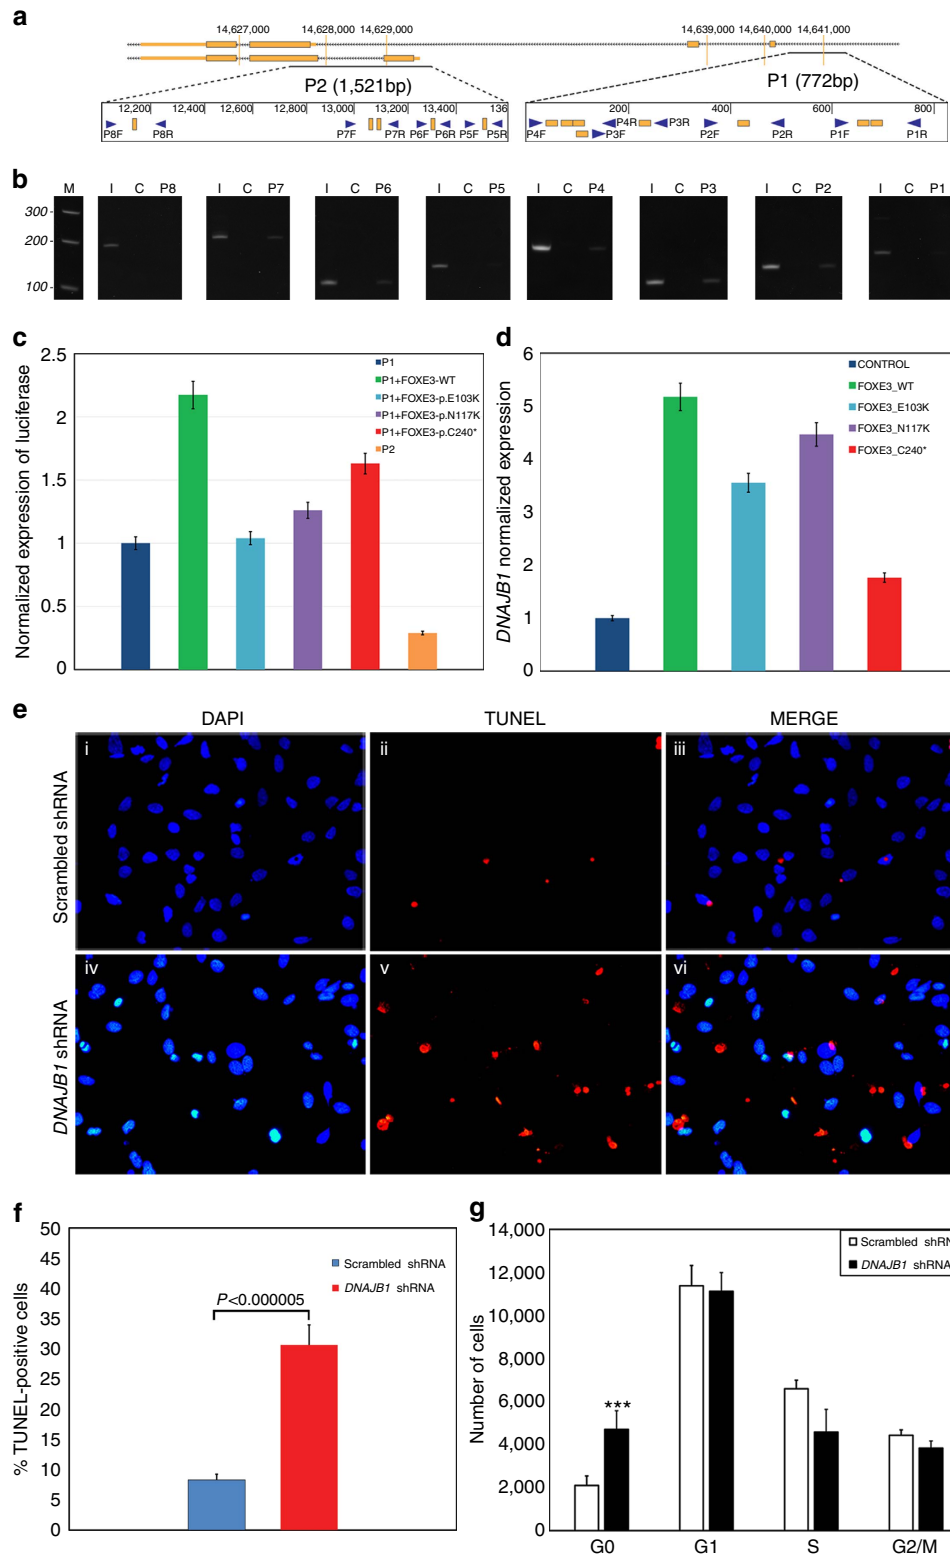 a
14,627,000 14,628,000 14,629,000 14,639,000 14,640,000 14,641,000
P2 (1,521bp) P1 (772bp)
12,200 12,400 12,600 12,800 13,000 13,200 13,400 136
P8F P8R P7F P7R P6F P6R P5F P5R
200 400 600 800
P4F P4R P3F P3R P2F P2R P1F P1R
b
M I C P8 I C P7 I C P6 I C P5 I C P4 I C P3 I C P2 I C P1
300
200
100
c
Normalized expression of luciferase
2.5
2
1.5
1
0.5
0
P1
P1+FOXE3-WT
P1+FOXE3-p.E103K
P1+FOXE3-p.N117K
P1+FOXE3-p.C240*
P2
d
DNAJB1 normalized expression
6
5
4
3
2
1
0
CONTROL
FOXE3_WT
FOXE3_E103K
FOXE3_N117K
FOXE3_C240*
e
DAPI TUNEL MERGE
Scrambled shRNA
i ii iii
DNAJB1 shRNA
iv v vi
f
% TUNEL-positive cells
50
45
40
35
30
25
20
15
10
5
0
Scrambled shRNA
DNAJB1 shRNA
P<0.000005
g
Number of cells
14,000
12,000
10,000
8,000
6,000
4,000
2,000
0
Scrambled shRN
DNAJB1 shRNA
***
G0 G1 S G2/M